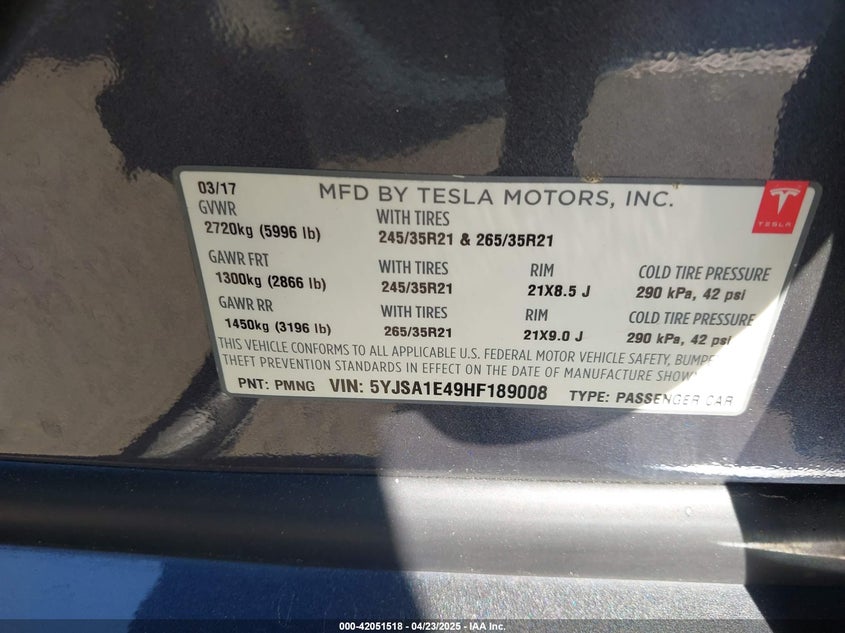 03/17
MFD BY TESLA MOTORS, INC.
GVWR
2720kg (5996 lb)
WITH TIRES
245/35R21 & 265/35R21
TESLA
GAWR FRT
1300kg (2866 lb)
WITH TIRES
245/35R21
RIM
21X8.5 J
COLD TIRE PRESSURE
290 kPa, 42 psi
GAWR RR
1450kg (3196 lb)
WITH TIRES
265/35R21
RIM
21X9.0 J
COLD TIRE PRESSURE
290 kPa, 42 psi
THIS VEHICLE CONFORMS TO ALL APPLICABLE U.S. FEDERAL MOTOR VEHICLE SAFETY, BUMPE
THEFT PREVENTION STANDARDS IN EFFECT ON THE DATE OF MANUFACTURE SHOW
PNT: PMNG VIN: 5YJSA1E49HF189008 TYPE: PASSENGER CAR
000-42051518 - 04/23/2025 - IAA Inc.